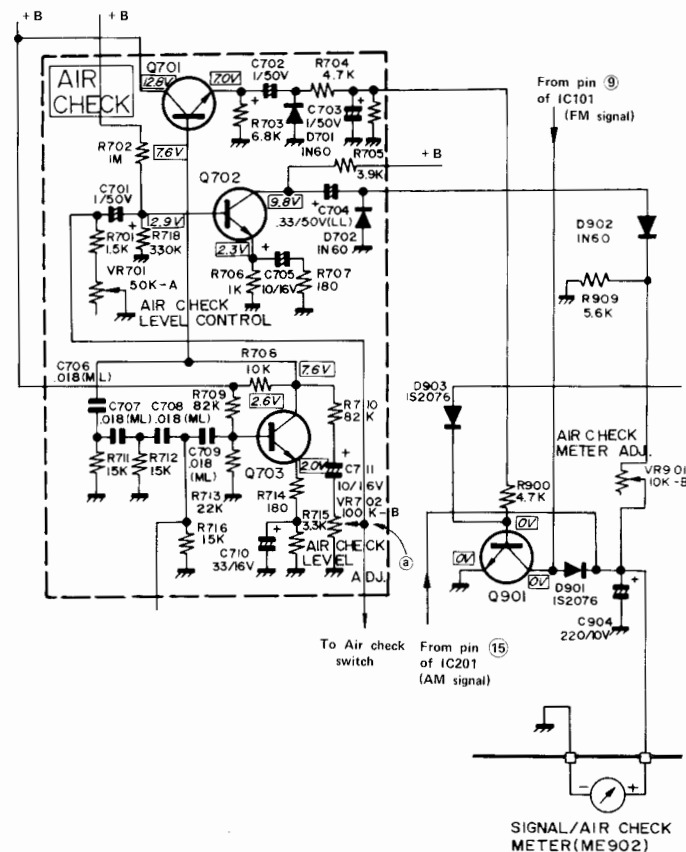 +B
+B
AIR
CHECK
Q701
12.8V
7.0V
C702
1/50V
R704
4.7K
R703
6.8K
C703
1/50V
D701
1N60
R705
3.9K
+B
From pin ⑨
of IC101
(FM signal)
R702
1M
7.6V
C701
1/50V
Q702
2.9V
9.8V
.33/50V(LL)
C704
D702
1N60
D902
1N60
R701
1.5K
R718
330K
VR701
50K-A
2.3V
R706
1K
C705
10/16V
R707
180
AIR CHECK
LEVEL CONTROL
R909
5.6K
C706
.018(ML)
R708
10K
7.6V
C707
.018(ML)
C708
.018(ML)
R709
82K
2.6V
R710
82K
D903
1S2076
C709
.018
(ML)
Q703
2.0V
C711
10/16V
AIR CHECK
METER ADJ.
VR901
10K-B
R711
15K
R712
15K
R713
22K
R714
180
VR702
100K-B
R900
4.7K
R716
15K
R715
3.3K
C710
33/16V
AIR CHECK
LEVEL
ADJ.
ⓐ
0V
0V
0V
Q901
D901
1S2076
C904
220/10V
To Air check
switch
From pin ⑮
of IC201
(AM signal)
-
+
SIGNAL/AIR CHECK
METER(ME902)